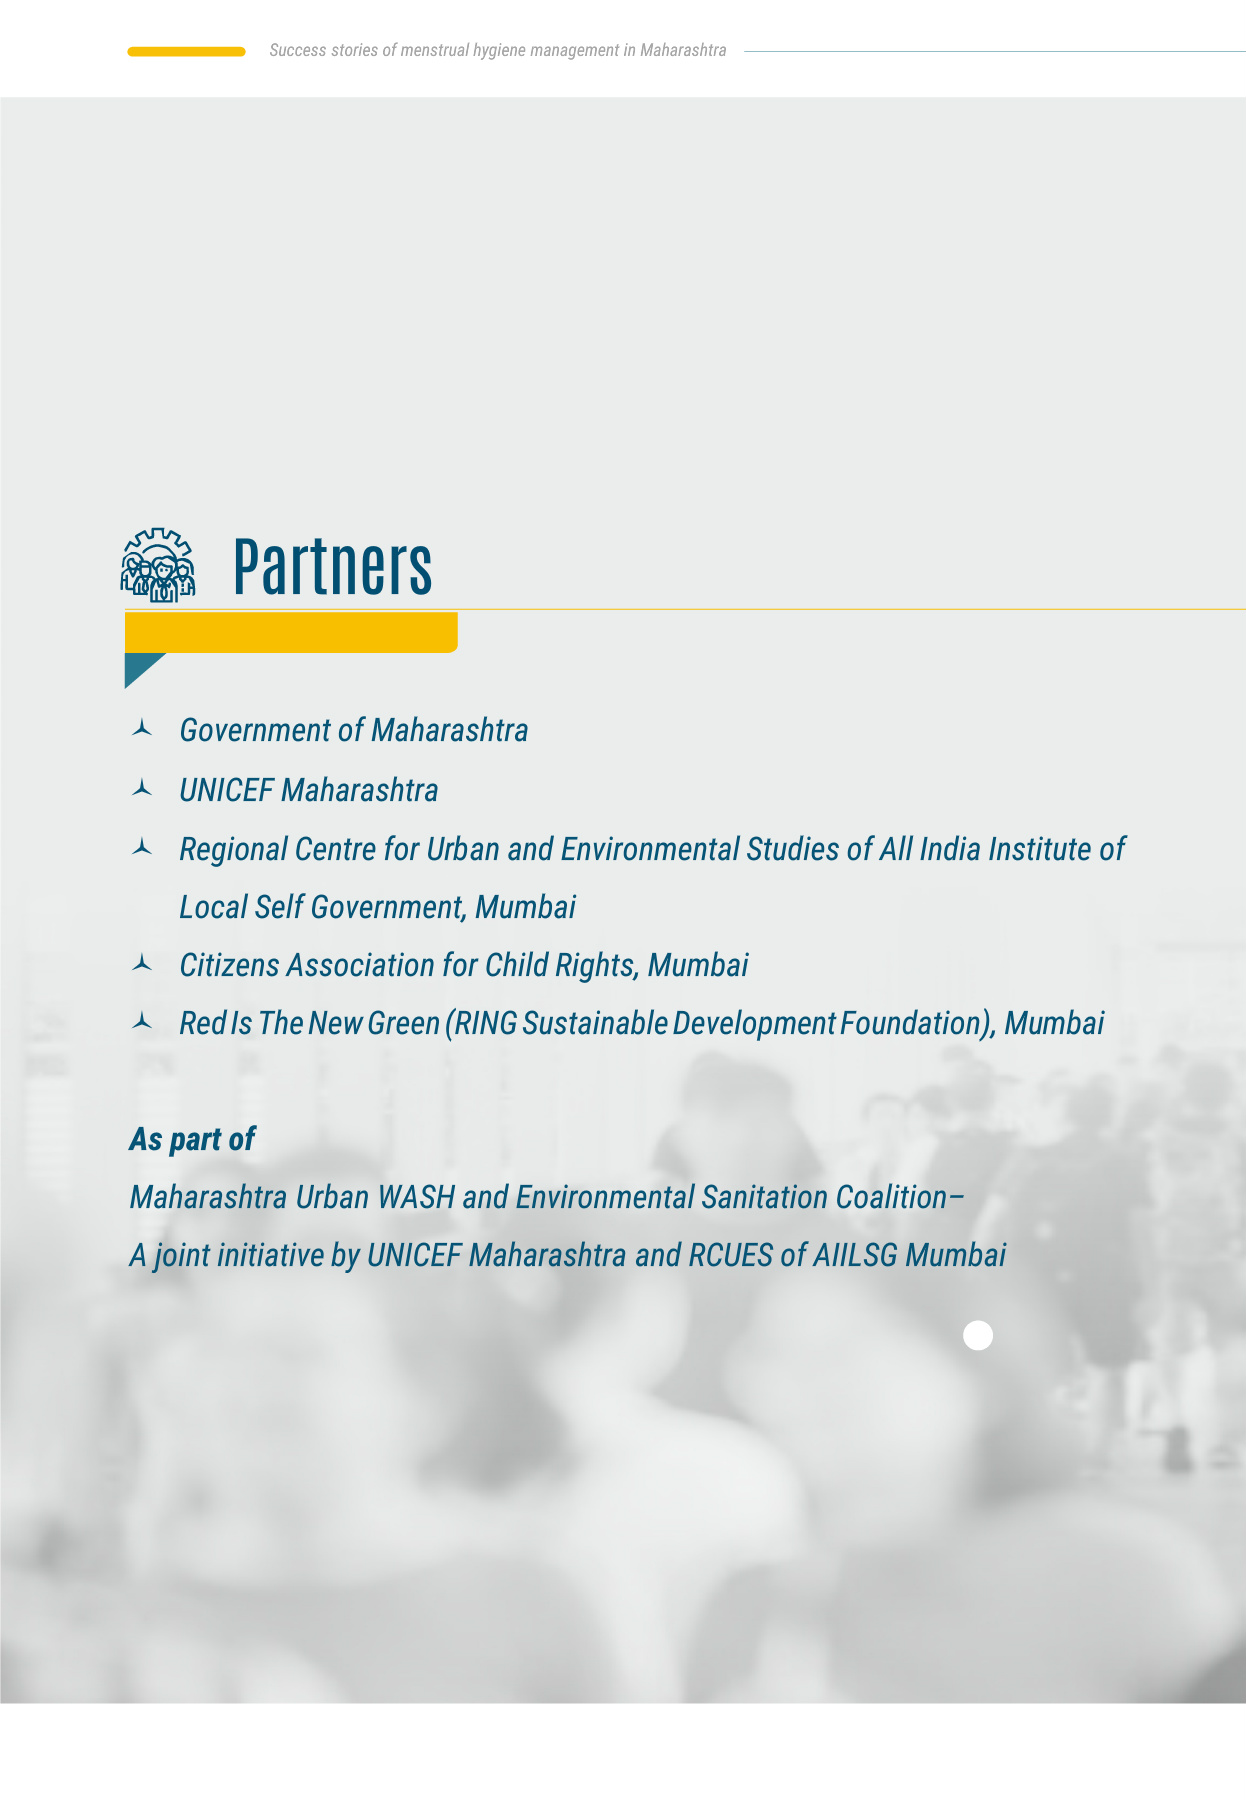 Success stories of menstrual hygiene management in Maharashtra
Partners
Government of Maharashtra
UNICEF Maharashtra
Regional Centre for Urban and Environmental Studies of All India Institute of
Local Self Government, Mumbai
Citizens Association for Child Rights, Mumbai
Red Is The New Green (RING Sustainable Development Foundation), Mumbai
As part of
Maharashtra Urban WASH and Environmental Sanitation Coalition–
A joint initiative by UNICEF Maharashtra and RCUES of AIILSG Mumbai